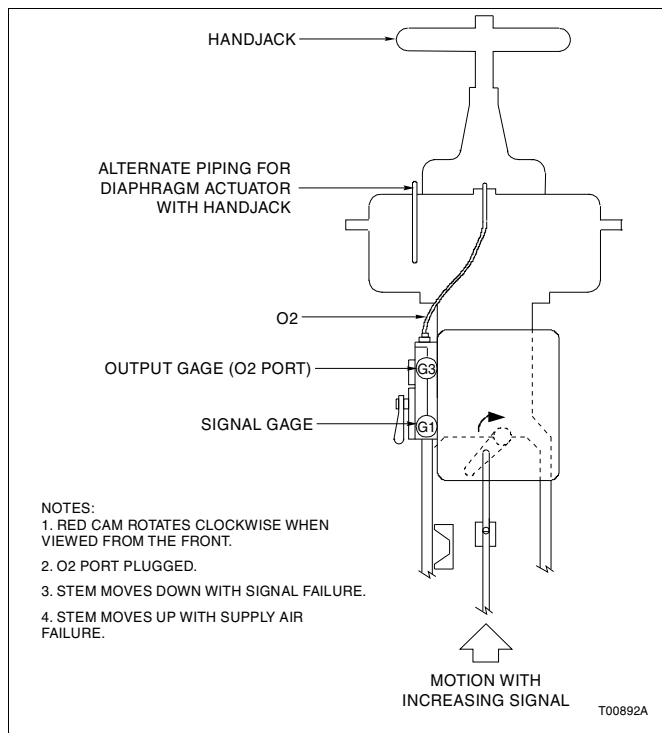 HANDJACK
ALTERNATE PIPING FOR
DIAPHRAGM ACTUATOR
WITH HANDJACK
O2
OUTPUT GAGE (O2 PORT)
G3
SIGNAL GAGE
G1
NOTES:
1. RED CAM ROTATES CLOCKWISE WHEN
VIEWED FROM THE FRONT.
2. O2 PORT PLUGGED.
3. STEM MOVES DOWN WITH SIGNAL FAILURE.
4. STEM MOVES UP WITH SUPPLY AIR
FAILURE.
MOTION WITH
INCREASING SIGNAL
T00892A